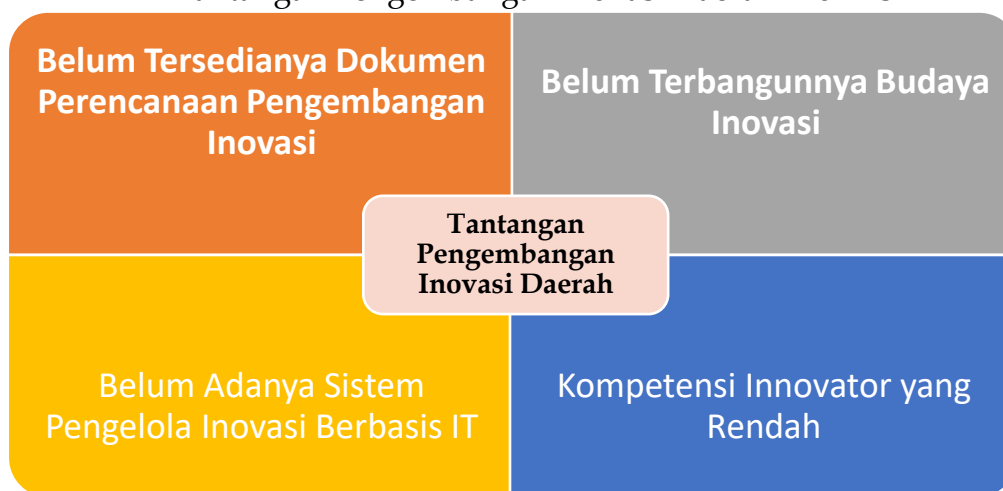 Belum Tersedianya Dokumen
Perencanaan Pengembangan
Inovasi
Belum Terbangunnya Budaya
Inovasi
Tantangan
Pengembangan
Inovasi Daerah
Belum Adanya Sistem
Pengelola Inovasi Berbasis IT
Kompetensi Innovator yang
Rendah